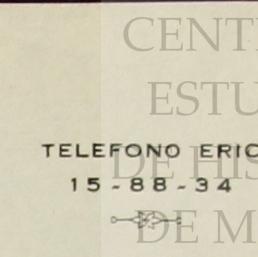 CENT
ESTU
TELEFONO ERIC
DE HIS
15-88-34
DE M